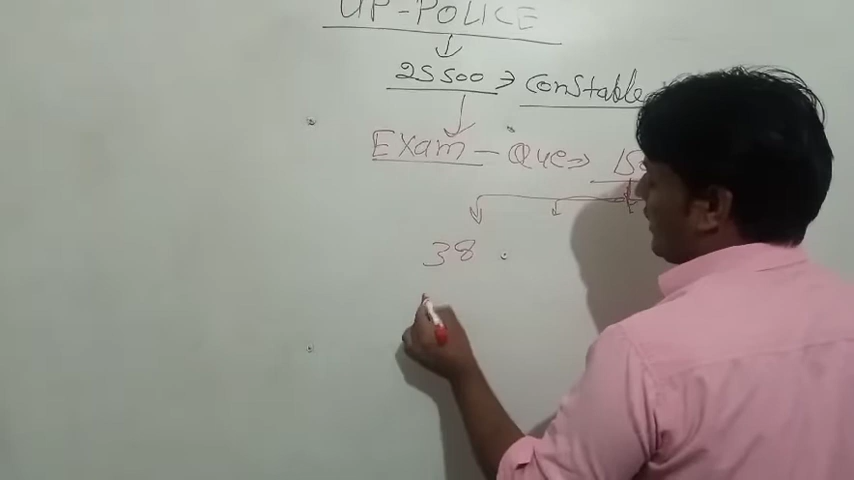 UP-POLICE
25500 → Constable
Exam - Que ⇒
38